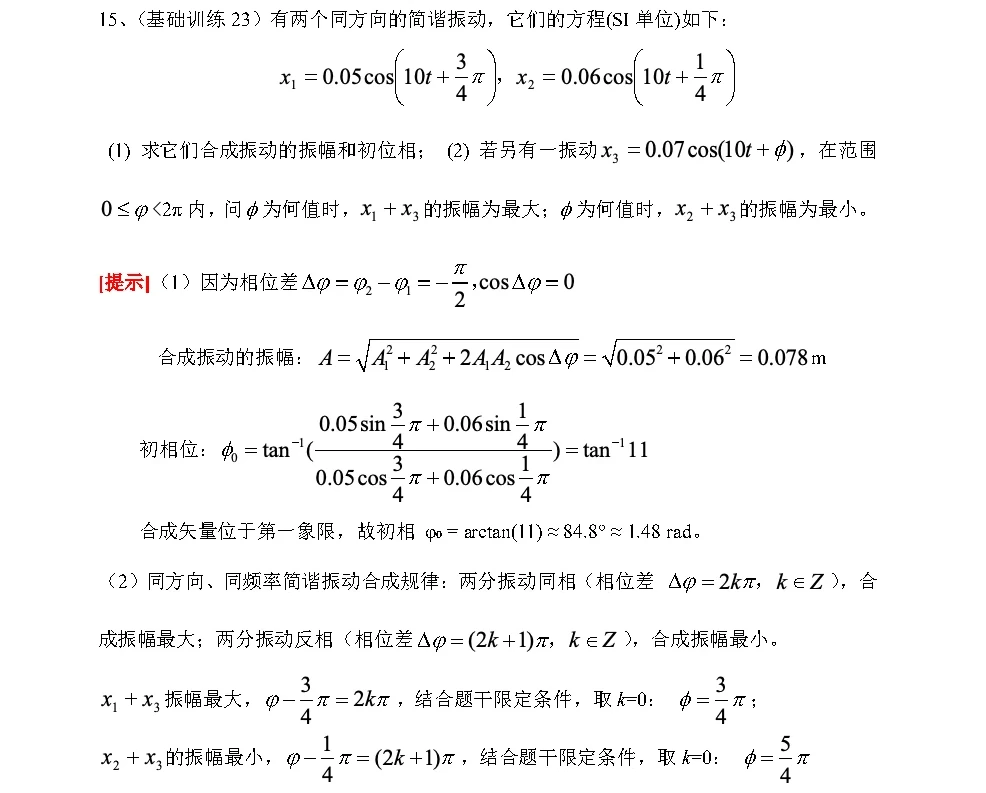 15、（基础训练 23）有两个同方向的简谐振动，它们的方程(SI 单位)如下：
x₁ = 0.05cos(10t + 3/4 π)，x₂ = 0.06cos(10t + 1/4 π)
(1) 求它们合成振动的振幅和初位相； (2) 若另有一振动 x₃ = 0.07cos(10t + ϕ)，在范围
0 ≤ φ <2π 内，问 ϕ 为何值时，x₁ + x₃ 的振幅为最大；ϕ 为何值时，x₂ + x₃ 的振幅为最小。
[提示]（1）因为相位差 Δφ = φ₂ − φ₁ = −π/2，cos Δφ = 0
合成振动的振幅：A = √(A₁² + A₂² + 2A₁A₂ cos Δφ) = √(0.05² + 0.06²) = 0.078 m
初相位：ϕ₀ = tan⁻¹((0.05sin 3/4 π + 0.06sin 1/4 π)/(0.05cos 3/4 π + 0.06cos 1/4 π)) = tan⁻¹ 11
合成矢量位于第一象限，故初相 φ₀ = arctan(11) ≈ 84.8° ≈ 1.48 rad。
（2）同方向、同频率简谐振动合成规律：两分振动同相（相位差 Δφ = 2kπ，k ∈ Z），合
成振幅最大；两分振动反相（相位差 Δφ = (2k +1)π，k ∈ Z），合成振幅最小。
x₁ + x₃ 振幅最大，φ − 3/4 π = 2kπ，结合题干限定条件，取 k=0： ϕ = 3/4 π；
x₂ + x₃ 的振幅最小，φ − 1/4 π = (2k +1)π，结合题干限定条件，取 k=0： ϕ = 5/4 π